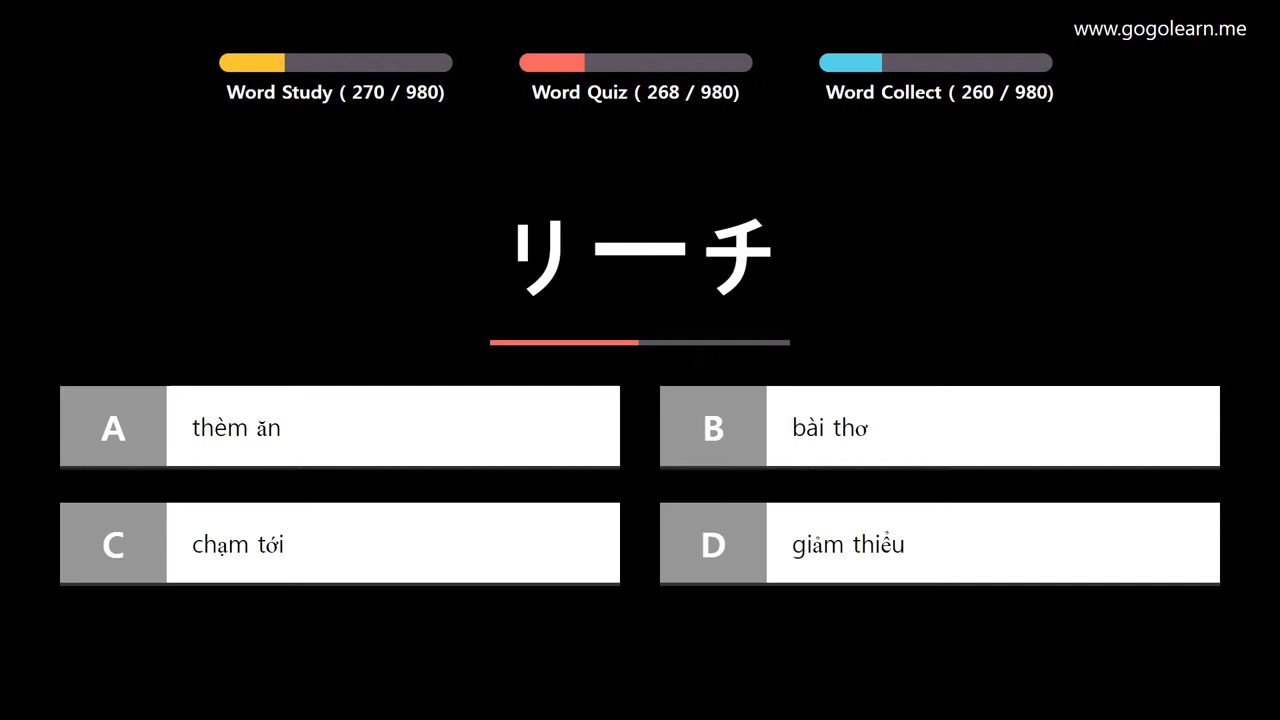 www.gogolearn.me
Word Study ( 270 / 980)
Word Quiz ( 268 / 980)
Word Collect ( 260 / 980)
リーチ
A thèm ăn
B bài thơ
C chạm tới
D giảm thiểu